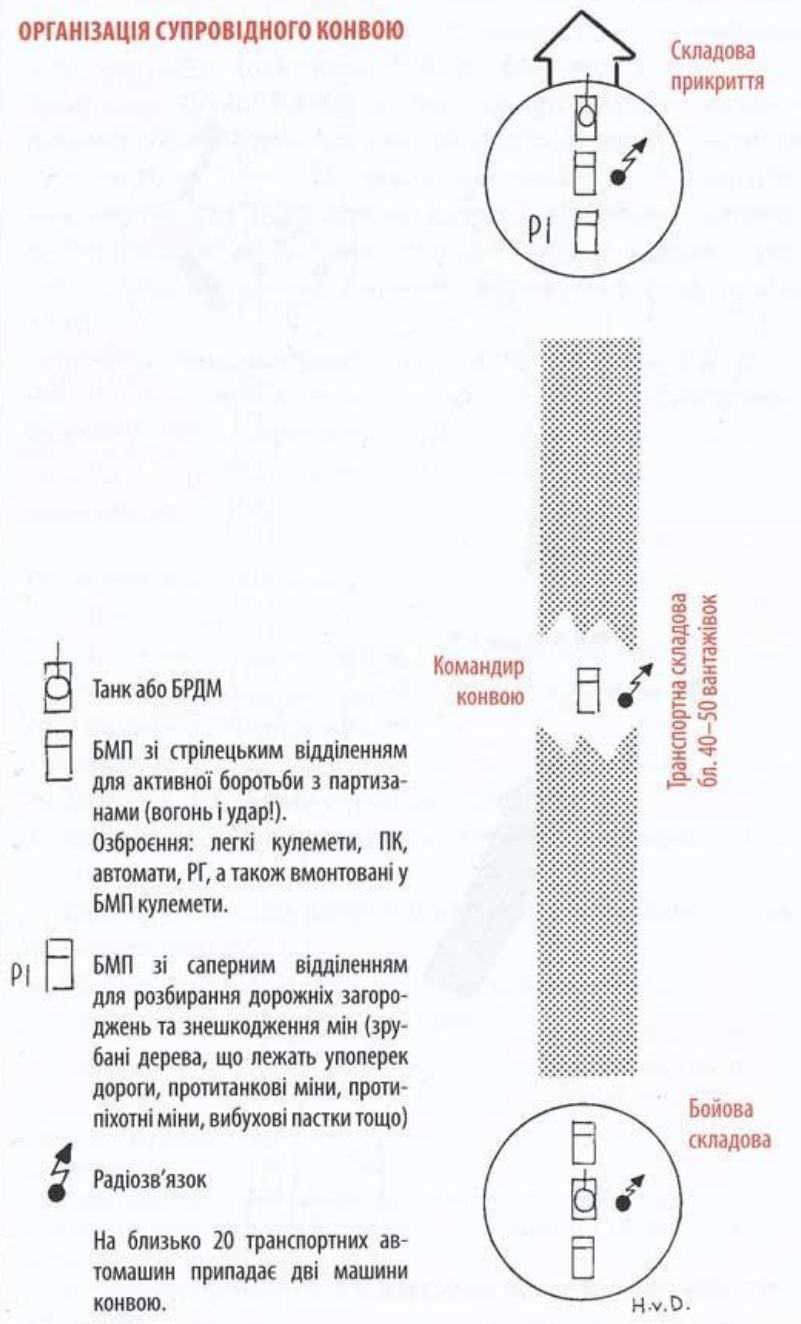 ОРГАНІЗАЦІЯ СУПРОВІДНОГО КОНВОЮ
Складова
прикриття
Pi
Командир
конвою
Транспортна складова
бл. 40–50 вантажівок
Танк або БРДМ
БМП зі стрілецьким відділенням
для активної боротьби з партиза-
нами (вогонь і удар!).
Озброєння: легкі кулемети, ПК,
автомати, РГ, а також вмонтовані у
БМП кулемети.
Pi
БМП зі саперним відділенням
для розбирання дорожніх загоро-
джень та знешкодження мін (зру-
бані дерева, що лежать упоперек
дороги, протитанкові міни, проти-
піхотні міни, вибухові пастки тощо)
Радіозв’язок
На близько 20 транспортних ав-
томашин припадає дві машини
конвою.
Бойова
складова
H.v.D.